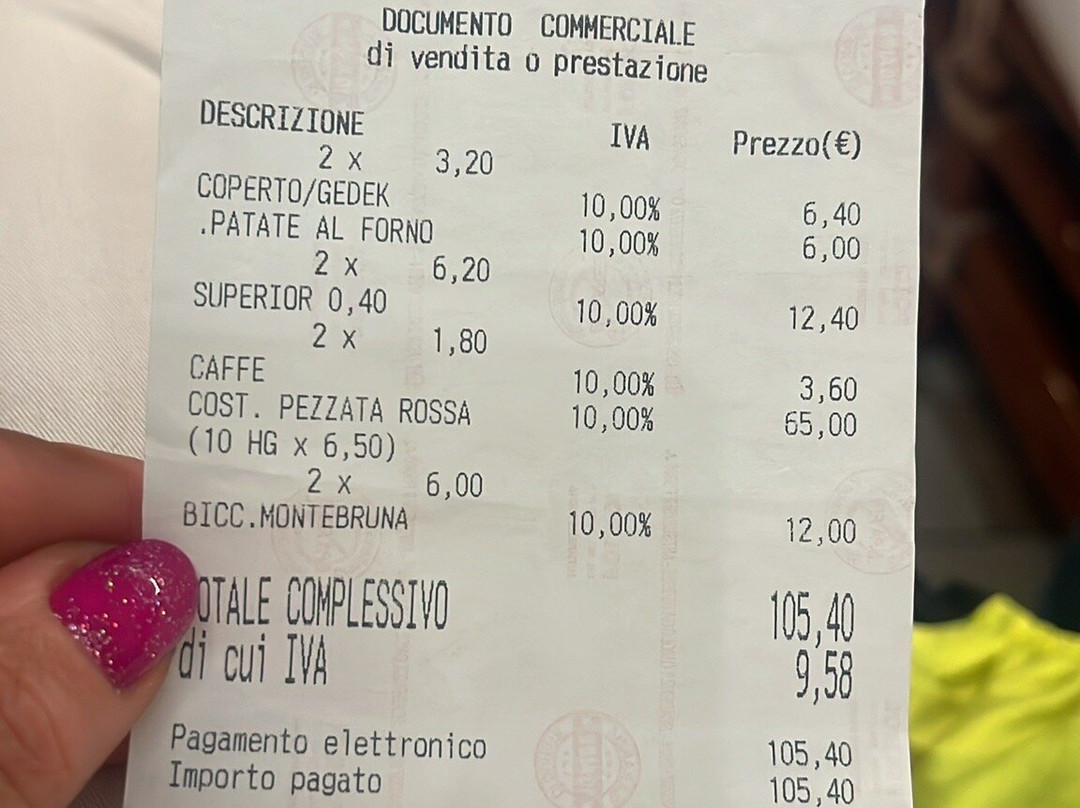 DOCUMENTO COMMERCIALE
di vendita o prestazione
DESCRIZIONE IVA Prezzo(€)
2 x 3,20
COPERTO/GEDEK 10,00% 6,40
.PATATE AL FORNO 10,00% 6,00
2 x 6,20
SUPERIOR 0,40 10,00% 12,40
2 x 1,80
CAFFE 10,00% 3,60
COST. PEZZATA ROSSA 10,00% 65,00
(10 HG x 6,50)
2 x 6,00
BICC.MONTEBRUNA 10,00% 12,00
OTALE COMPLESSIVO 105,40
di cui IVA 9,58
Pagamento elettronico 105,40
Importo pagato 105,40